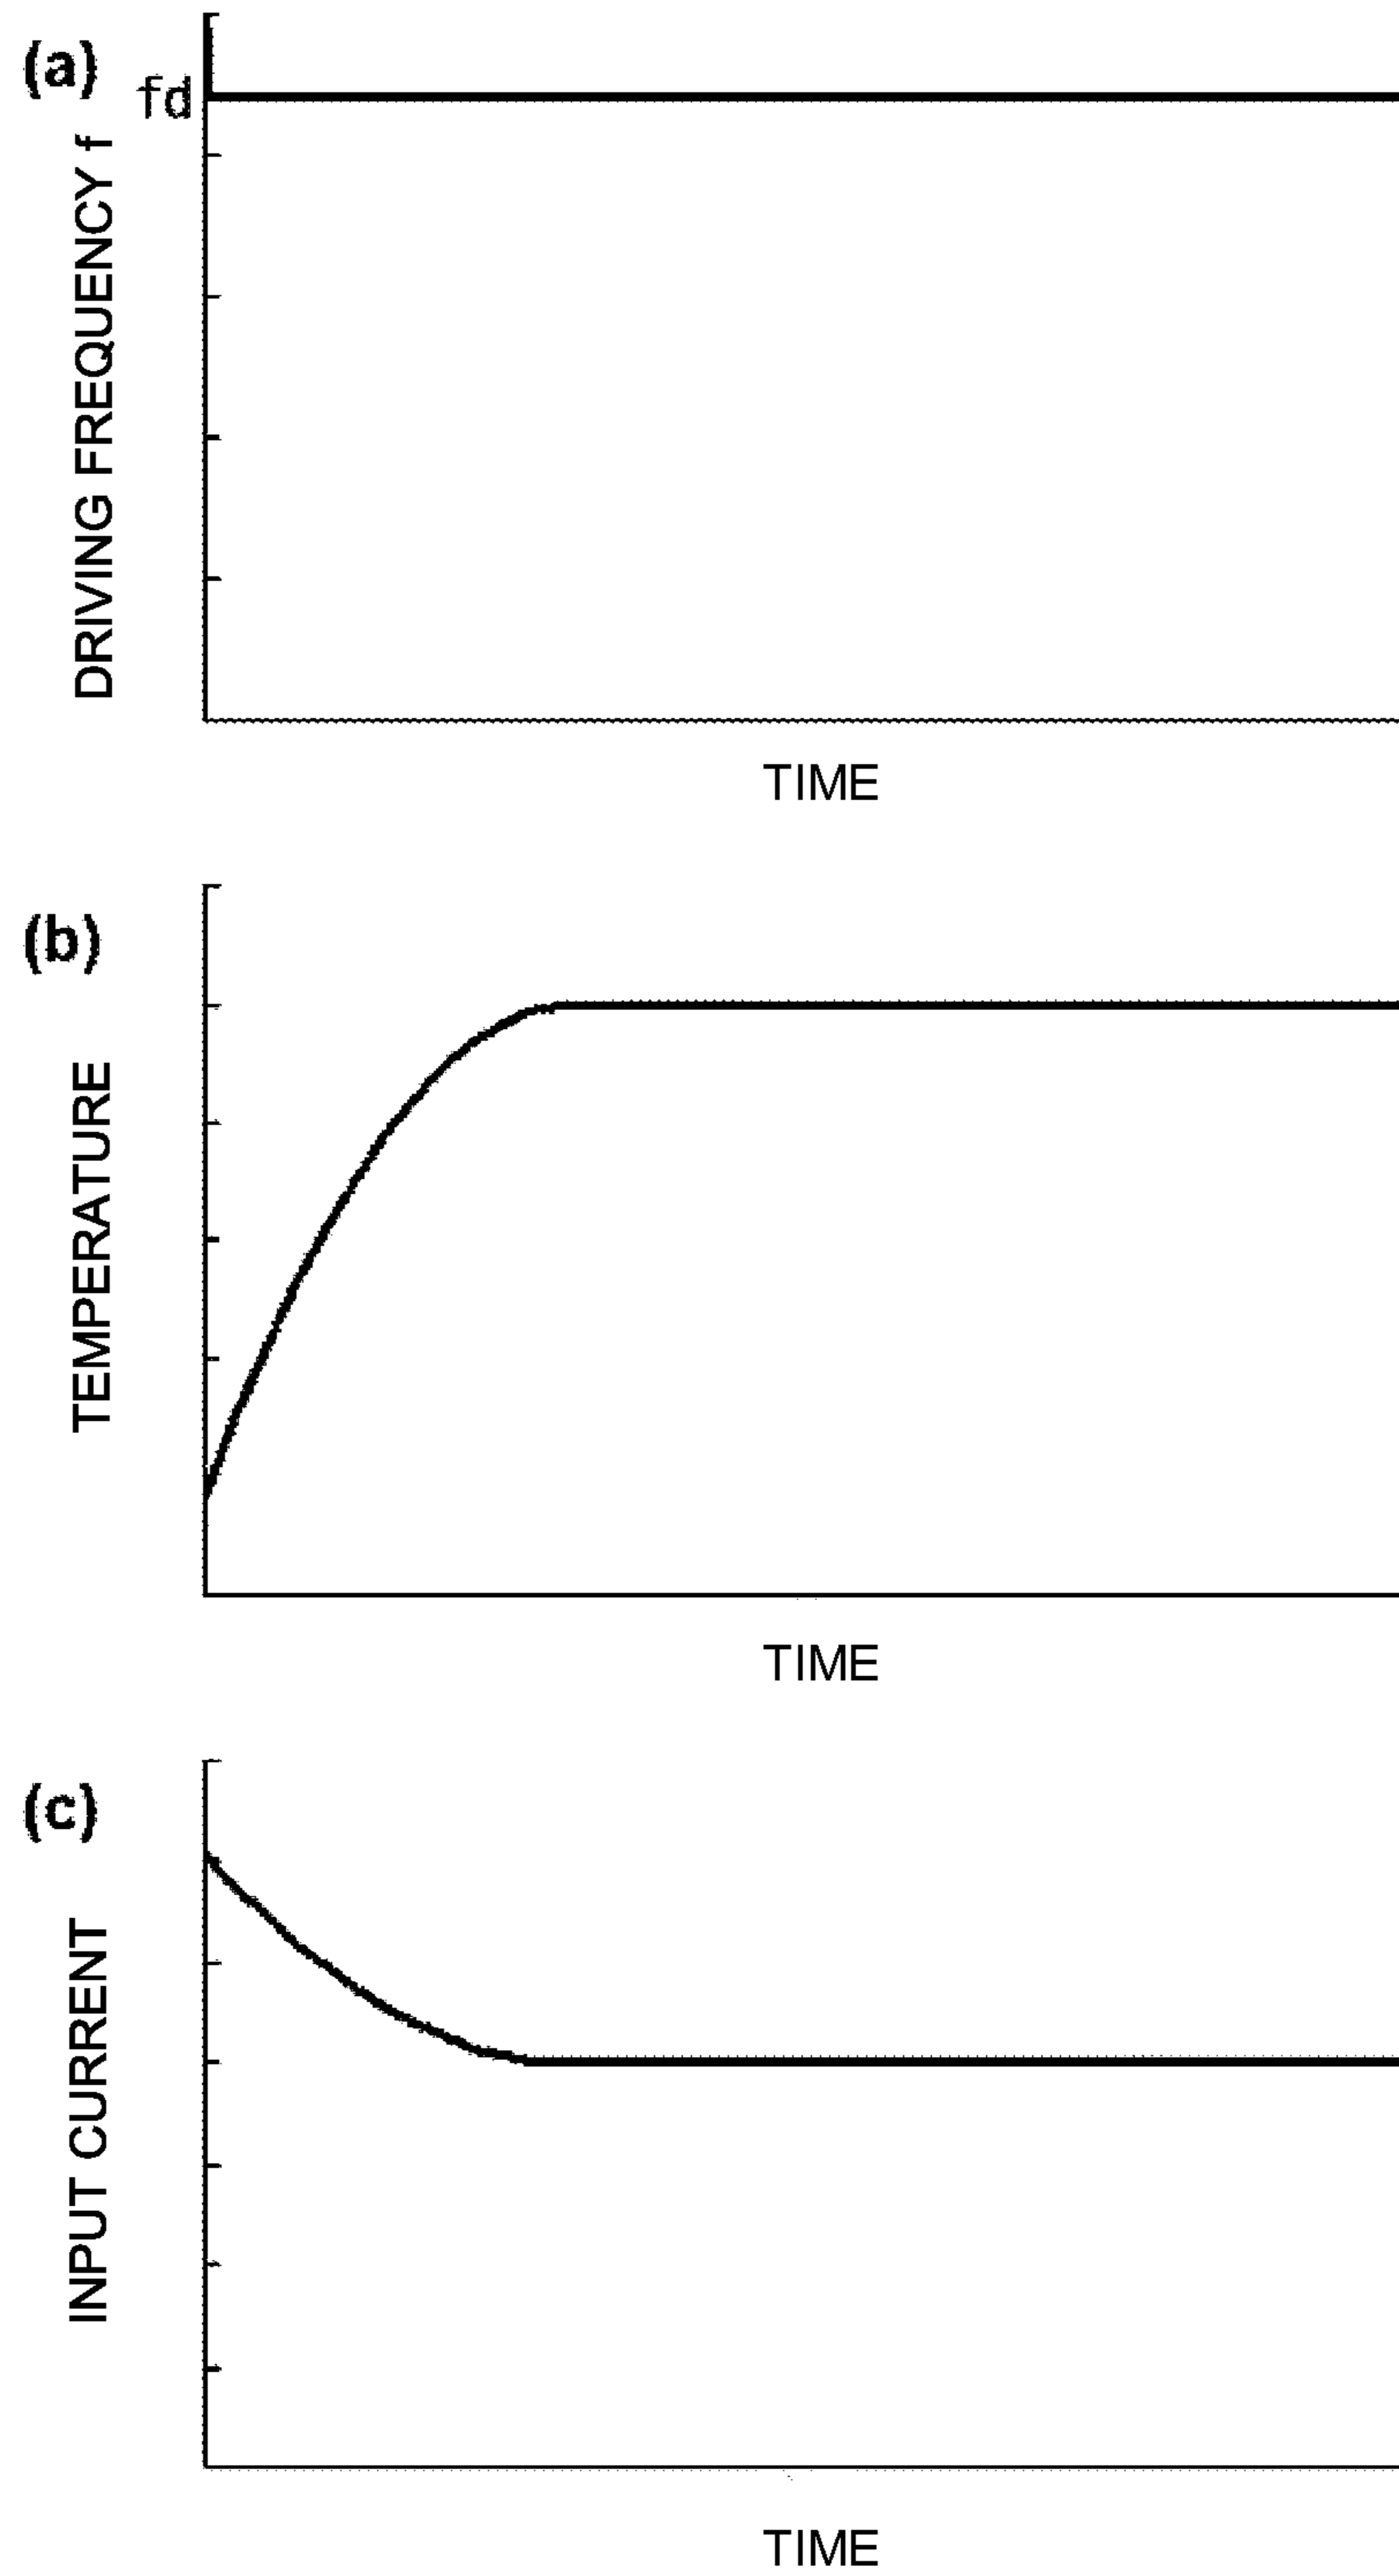 (a)
fd
DRIVING FREQUENCY f
TIME
(b)
TEMPERATURE
TIME
(c)
INPUT CURRENT
TIME